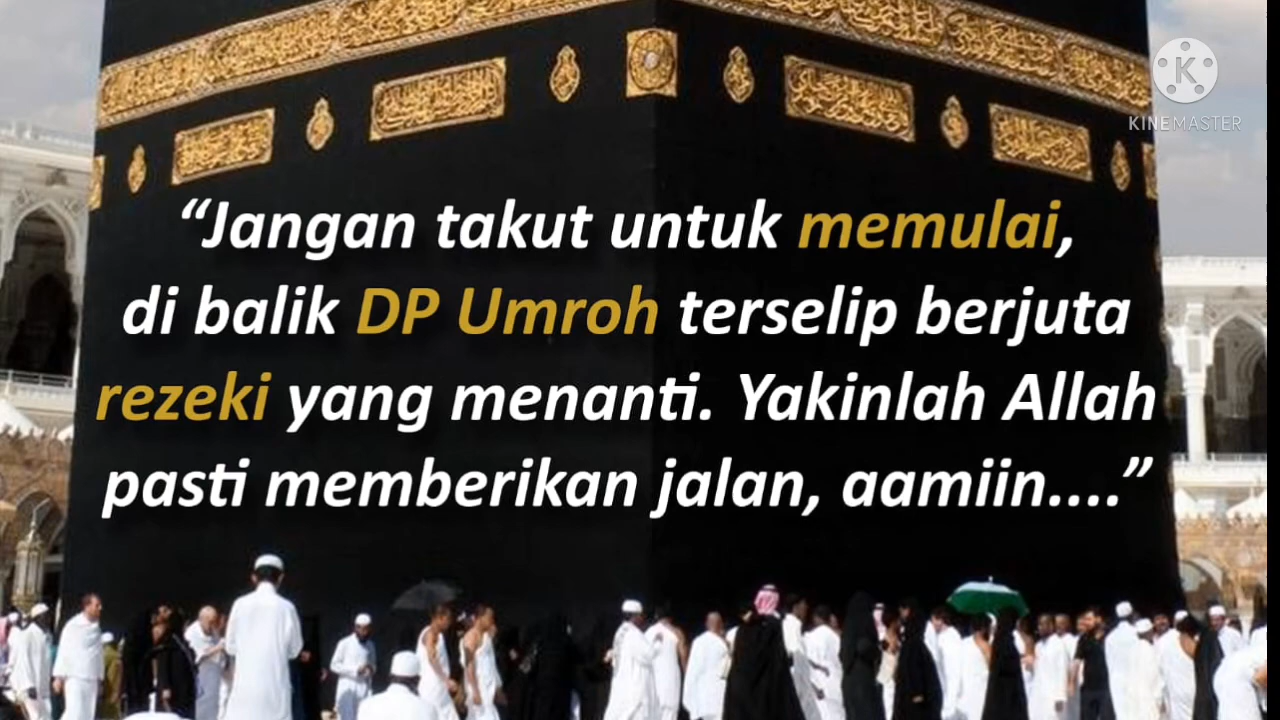 KINEMASTER
“Jangan takut untuk memulai,
di balik DP Umroh terselip berjuta
rezeki yang menanti. Yakinlah Allah
pasti memberikan jalan, aamiin....”